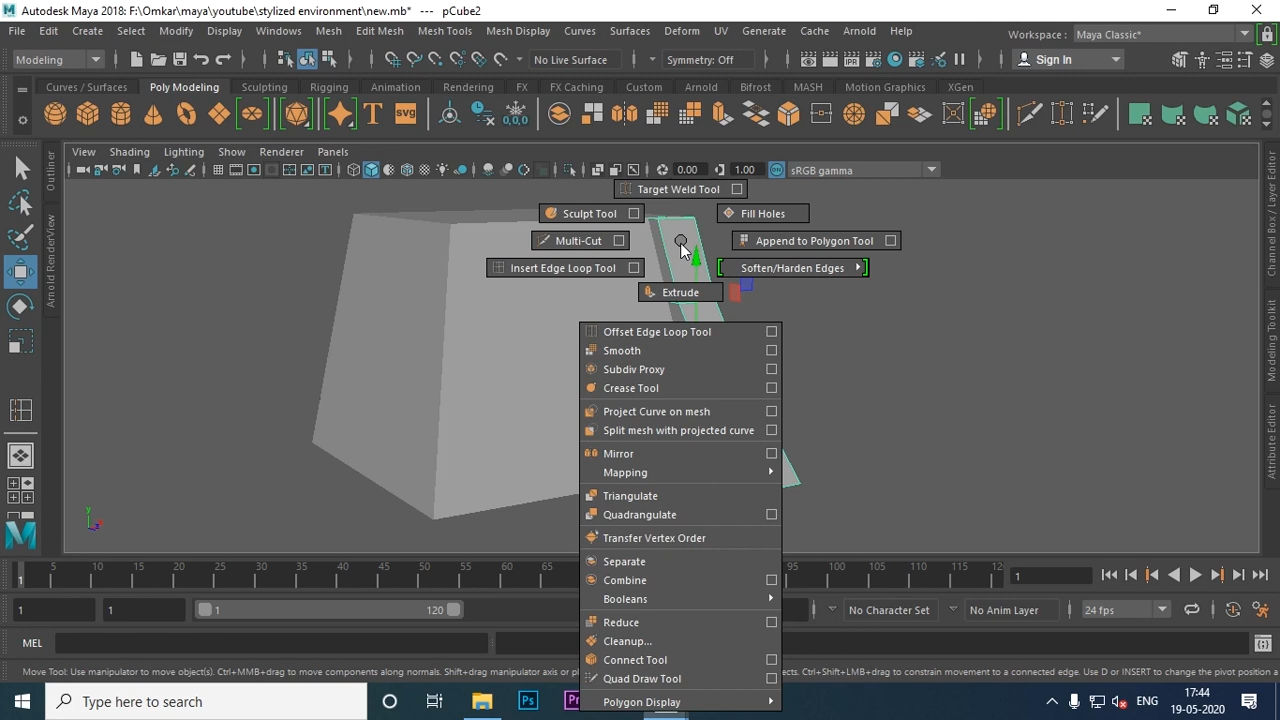 Autodesk Maya 2018: F:\Omkar\maya\youtube\stylized environment\new.mb* --- pCube2
File Edit Create Select Modify Display Windows Mesh Edit Mesh Mesh Tools Mesh Display Curves Surfaces Deform UV Generate Cache Arnold Help
Workspace : Maya Classic*
Modeling No Live Surface Symmetry: Off Sign In
Curves / Surfaces Poly Modeling Sculpting Rigging Animation Rendering FX FX Caching Custom Arnold Bifrost MASH Motion Graphics XGen
T SVG 0,0,0
View Shading Lighting Show Renderer Panels
0.00 1.00 ON sRGB gamma
Outliner
Arnold RenderView
Channel Box / Layer Editor
Modeling Toolkit
Attribute Editor
Target Weld Tool
Sculpt Tool Fill Holes
Multi-Cut Append to Polygon Tool
Insert Edge Loop Tool Soften/Harden Edges
Extrude
Offset Edge Loop Tool
Smooth
Subdiv Proxy
Crease Tool
Project Curve on mesh
Split mesh with projected curve
Mirror
Mapping
Triangulate
Quadrangulate
Transfer Vertex Order
Separate
Combine
Booleans
Reduce
Cleanup...
Connect Tool
Quad Draw Tool
Polygon Display
y
1 5 10 15 20 25 30 35 40 45 50 55 60 65 95 100 105 110 115 12 1
1 1 1 120 No Character Set No Anim Layer 24 fps
MEL
Move Tool: Use manipulator to move object(s). Ctrl+MMB+drag to move components along normals. Shift+drag manipulator axis or pl
Ctrl+LMB+drag to constrain movement to a connected edge. Use D or INSERT to change the pivot position a
Type here to search Ps Pr ENG 17:44
19-05-2020